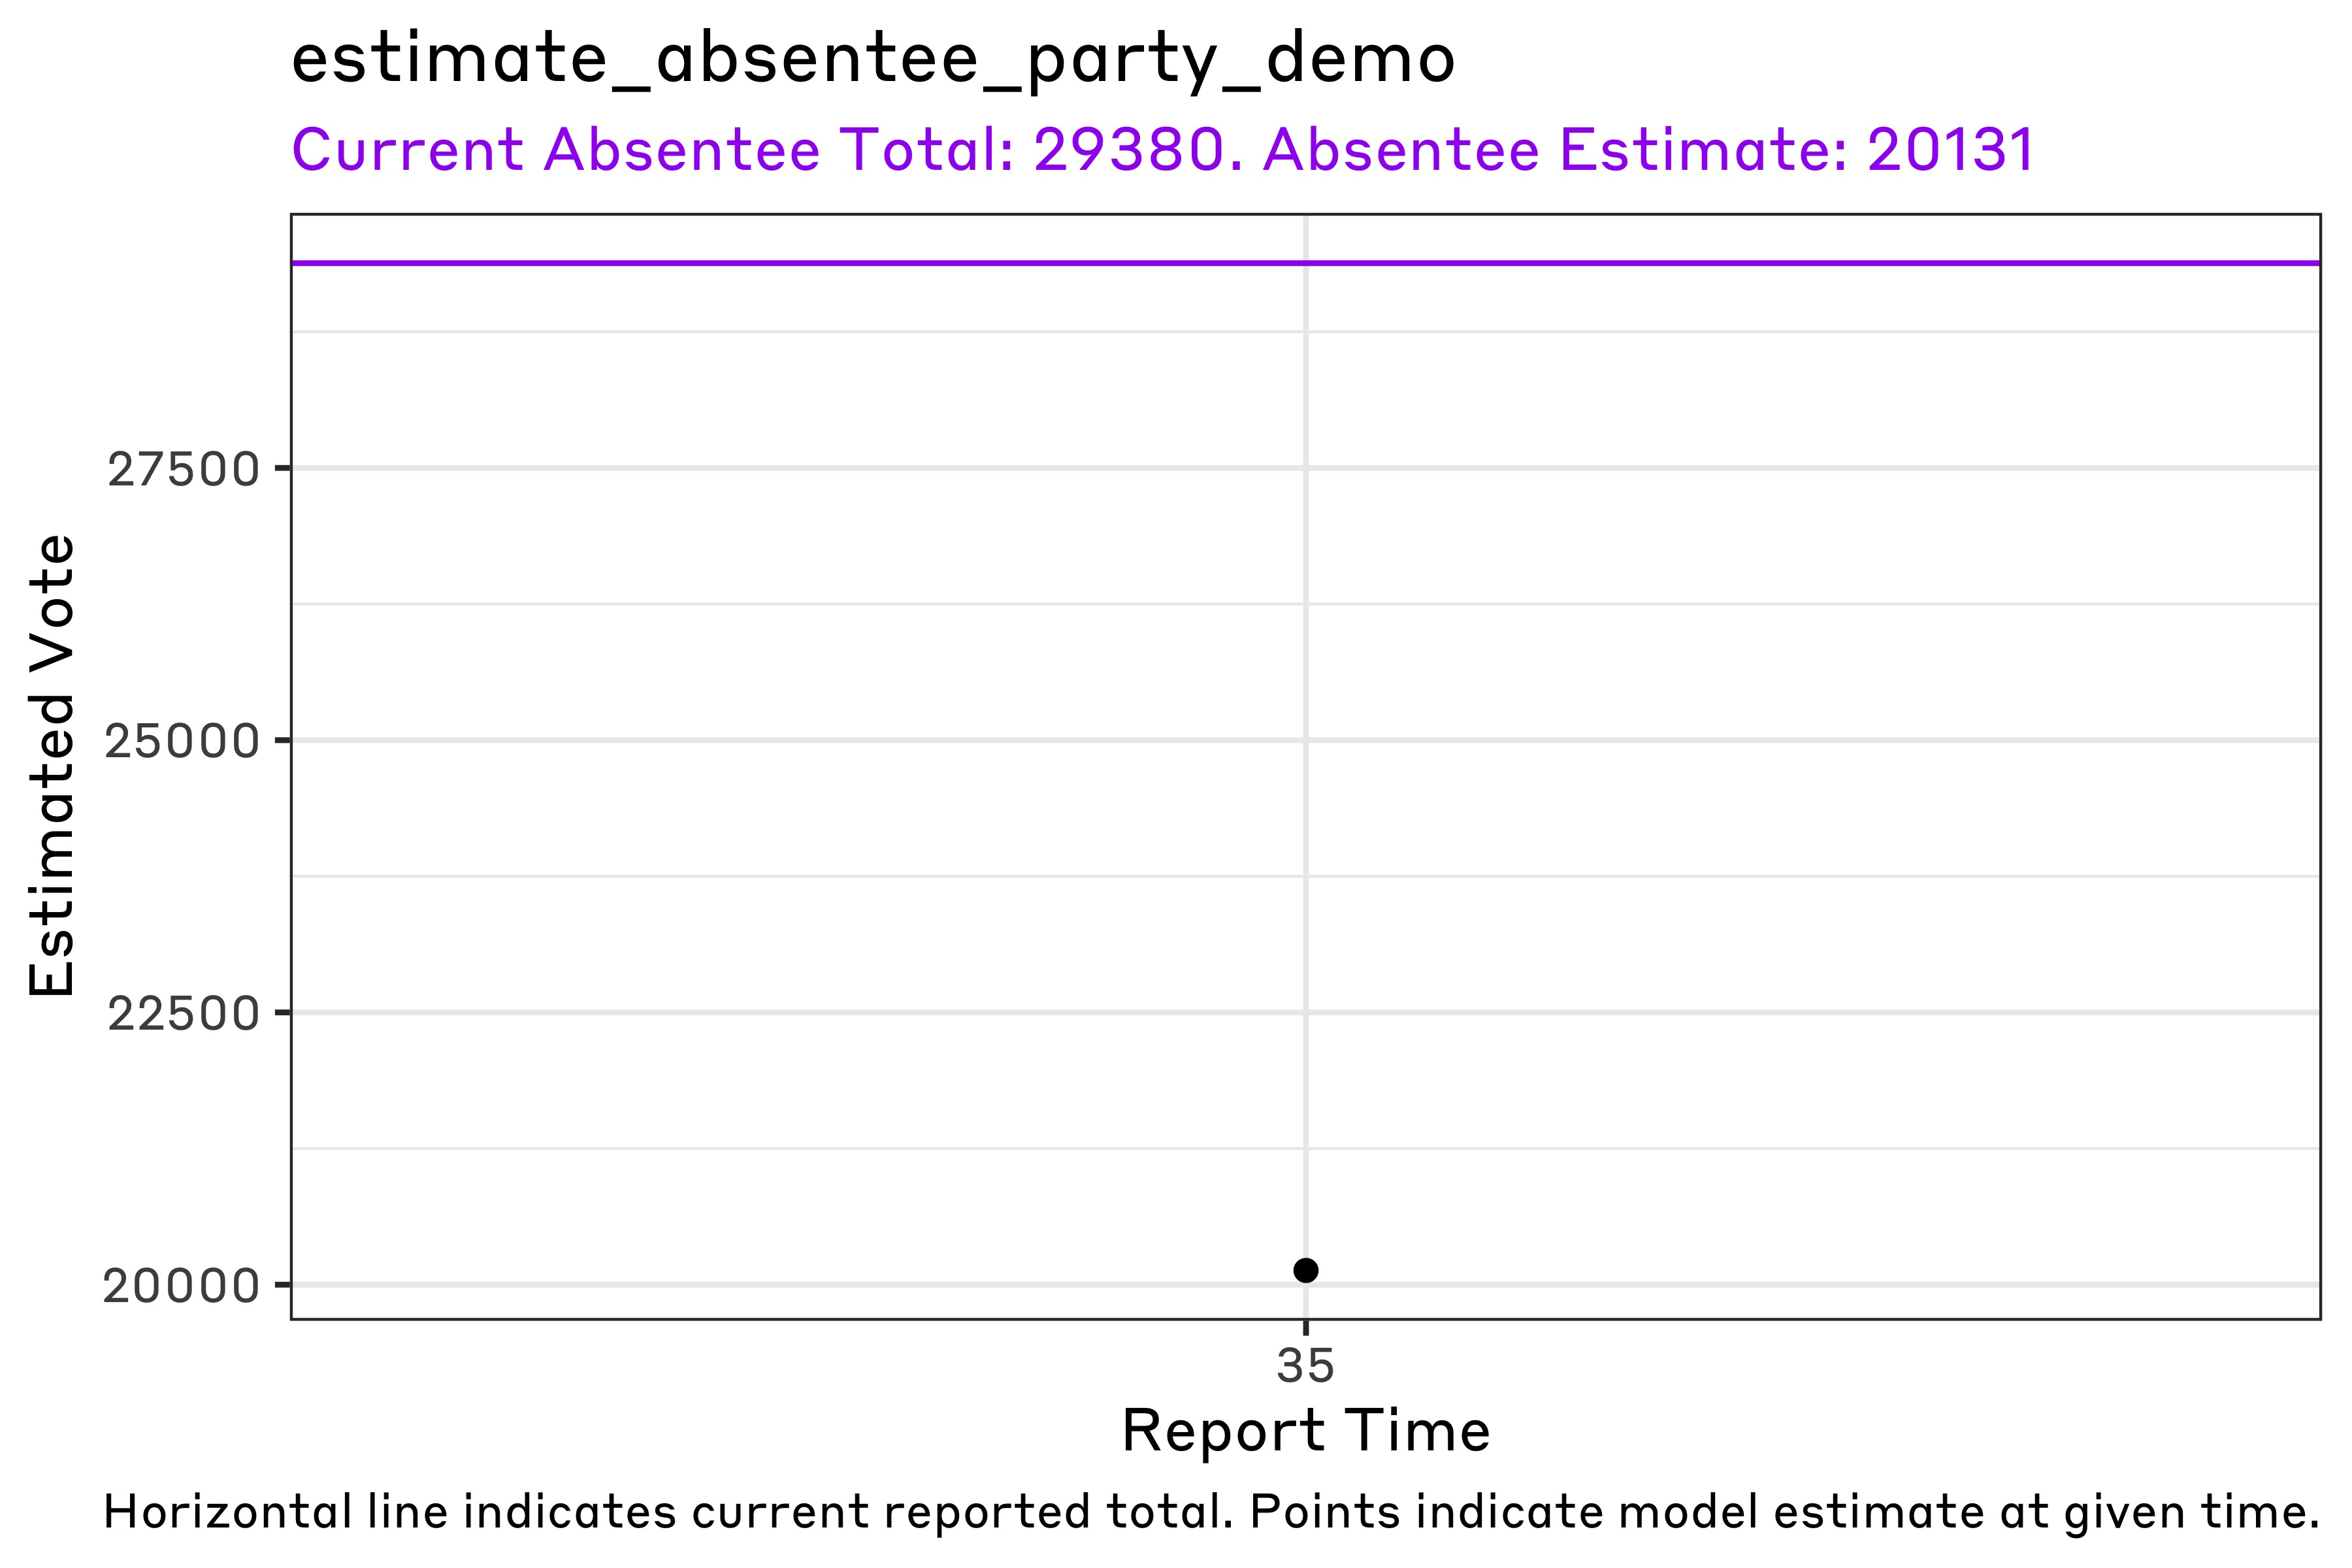 estimate_absentee_party_demo
Current Absentee Total: 29380. Absentee Estimate: 20131
Estimated Vote
27500
25000
22500
20000
35
Report Time
Horizontal line indicates current reported total. Points indicate model estimate at given time.